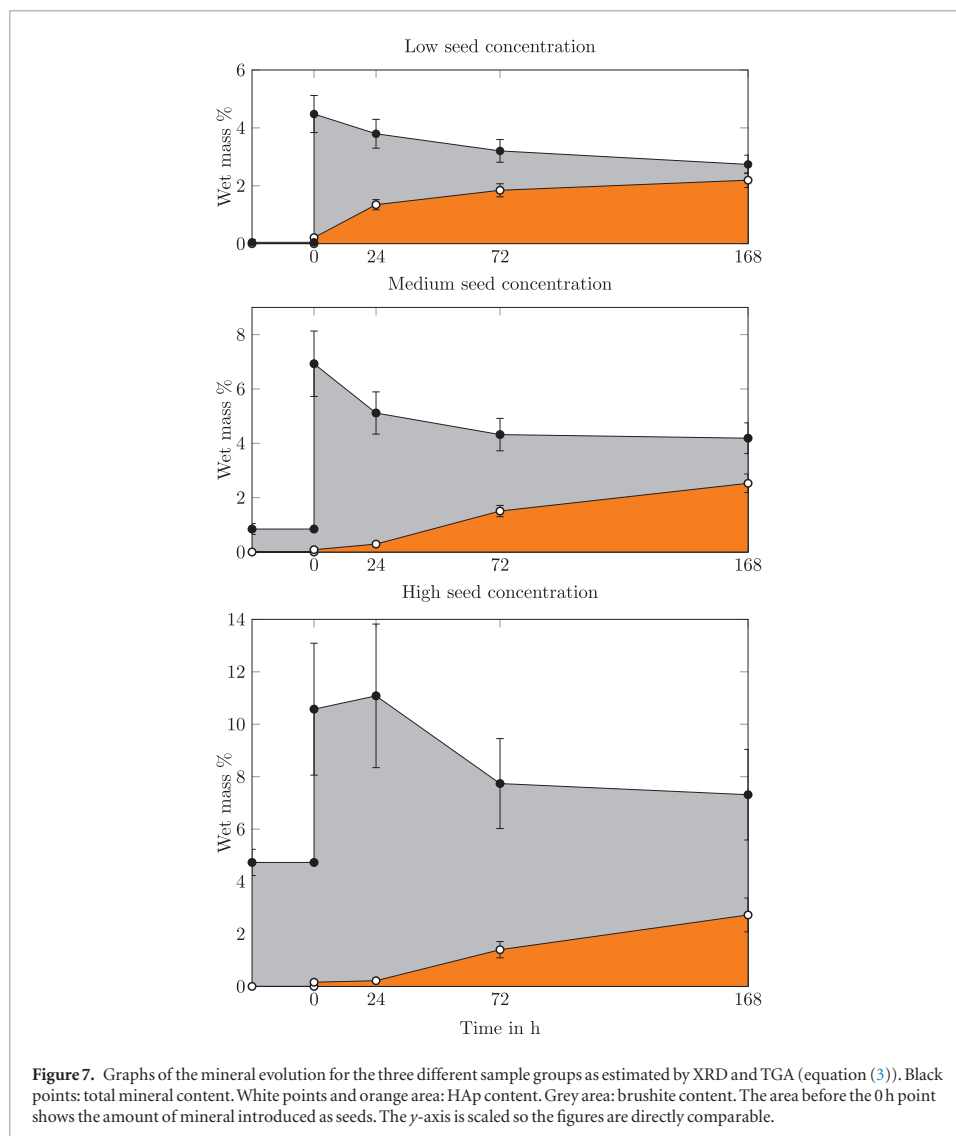 Low seed concentration
6
4
2
0
Wet mass %
0 24 72 168
Medium seed concentration
8
6
4
2
0
Wet mass %
0 24 72 168
High seed concentration
14
12
10
8
6
4
2
0
Wet mass %
0 24 72 168
Time in h
Figure 7. Graphs of the mineral evolution for the three different sample groups as estimated by XRD and TGA (equation (3)). Black
points: total mineral content. White points and orange area: HAp content. Grey area: brushite content. The area before the 0 h point
shows the amount of mineral introduced as seeds. The y-axis is scaled so the figures are directly comparable.